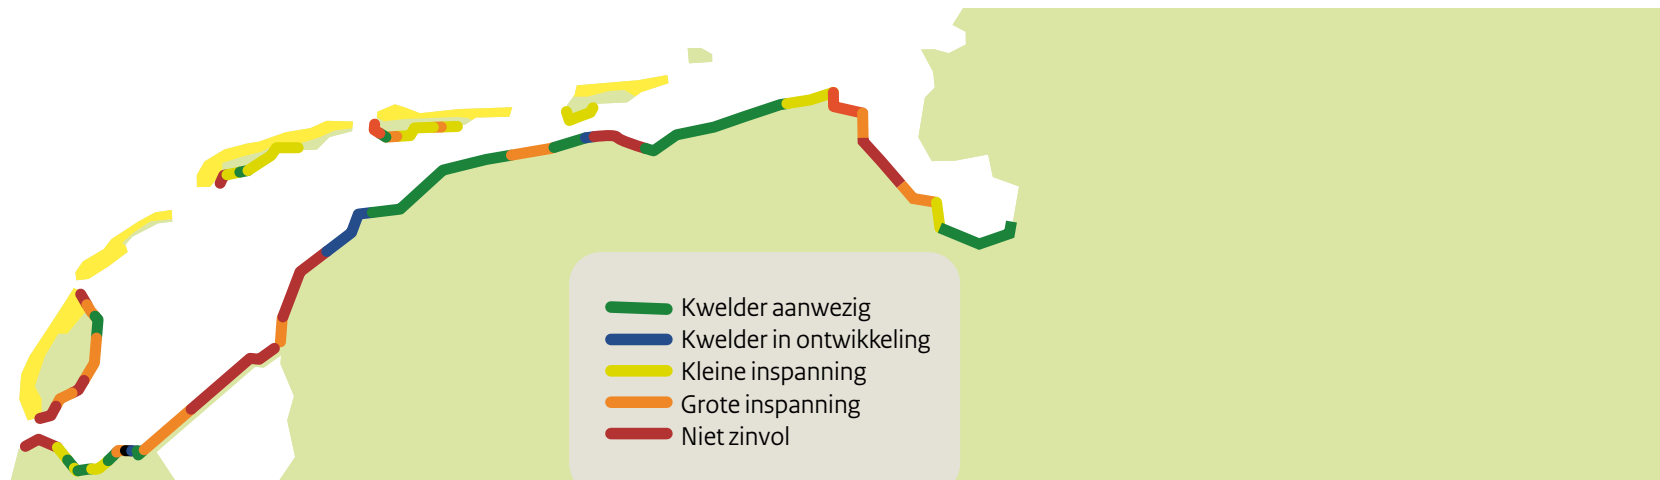 Kwelder aanwezig
Kwelder in ontwikkeling
Kleine inspanning
Grote inspanning
Niet zinvol